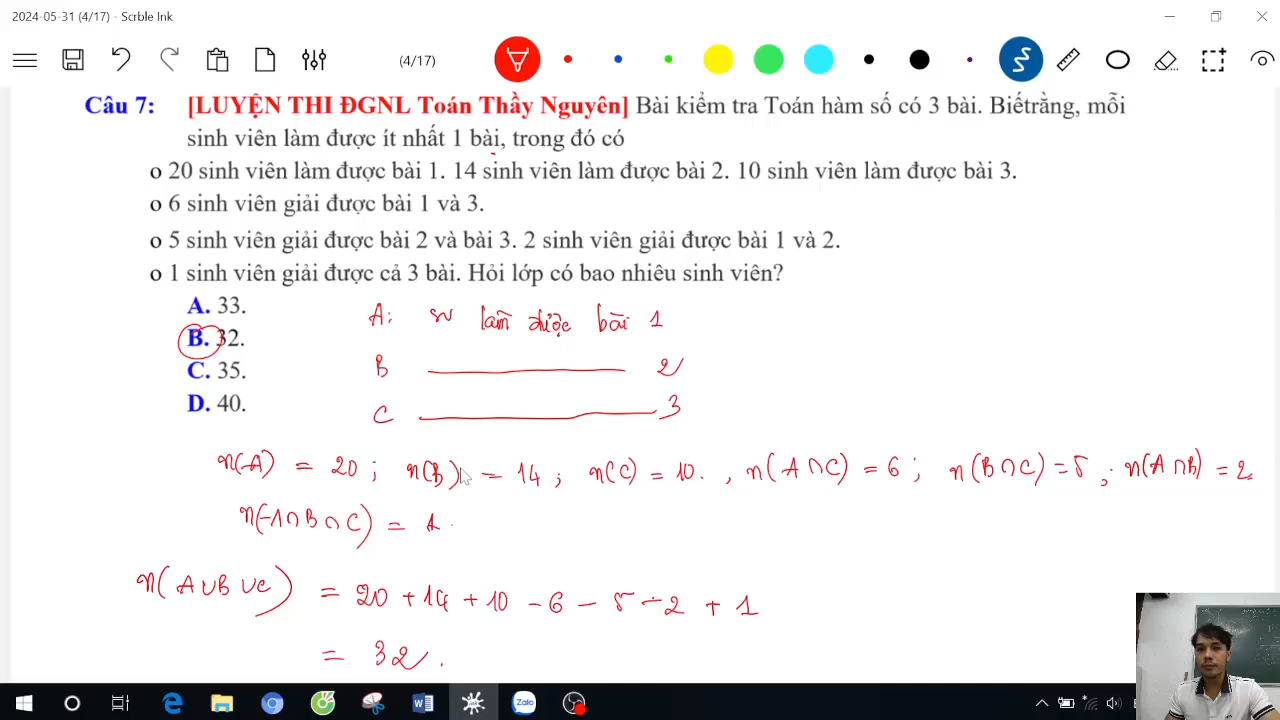 2024-05-31 (4/17) - Scrble Ink
(4/17)
Câu 7: [LUYỆN THI ĐGNL Toán Thầy Nguyên] Bài kiểm tra Toán hàm số có 3 bài. Biếtrằng, mỗi
sinh viên làm được ít nhất 1 bài, trong đó có
o 20 sinh viên làm được bài 1. 14 sinh viên làm được bài 2. 10 sinh viên làm được bài 3.
o 6 sinh viên giải được bài 1 và 3.
o 5 sinh viên giải được bài 2 và bài 3. 2 sinh viên giải được bài 1 và 2.
o 1 sinh viên giải được cả 3 bài. Hỏi lớp có bao nhiêu sinh viên?
A. 33.
B. 32.
C. 35.
D. 40.
A: sv làm được bài 1
B 2
C 3
n(A) = 20 ; n(B) = 14 ; n(C) = 10. , n(A∩C) = 6 ; n(B∩C) = 5 ; n(A∩B) = 2
n(A∩B∩C) = 1.
n(A∪B∪C) = 20 + 14 + 10 - 6 - 5 - 2 + 1
= 32.
Zalo